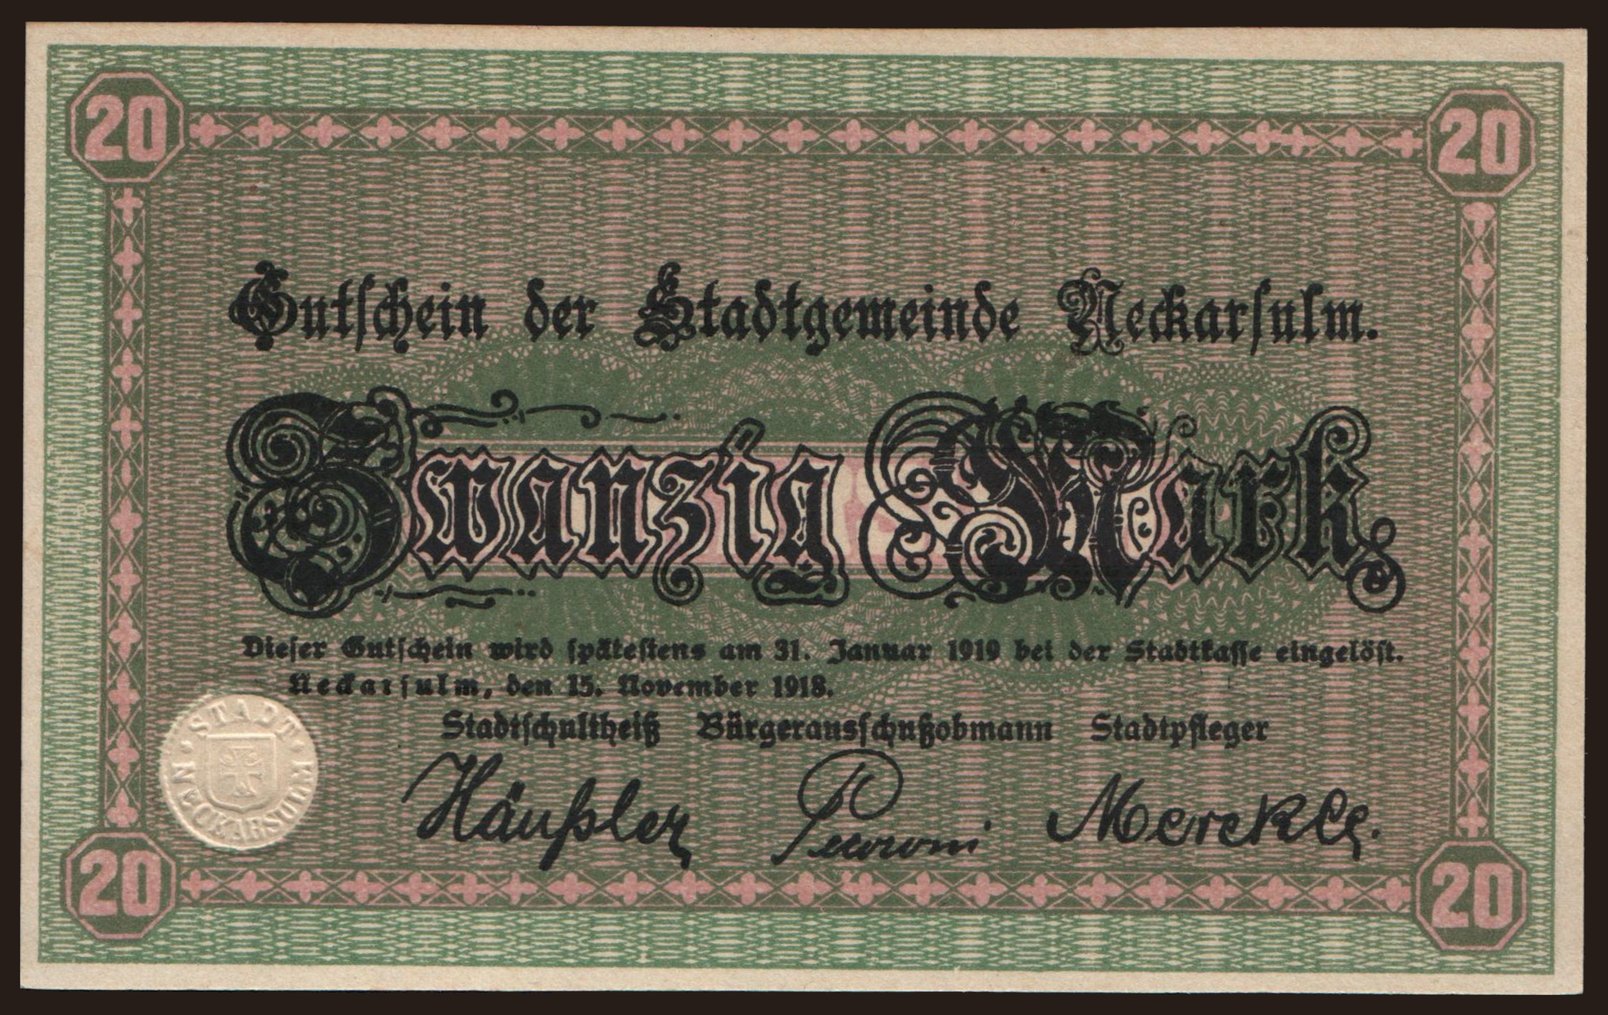 20 20
Gutschein der Stadtgemeinde Neckarsulm.
Zwanzig Mark
Dieser Gutschein wird spätestens am 31. Januar 1919 bei der Stadtkasse eingelöst.
Neckarsulm, den 15. November 1918.
Stadtschultheiß Bürgerausschußobmann Stadtpfleger
STADT NECKARSULM
Häußler Merckle.
20 20